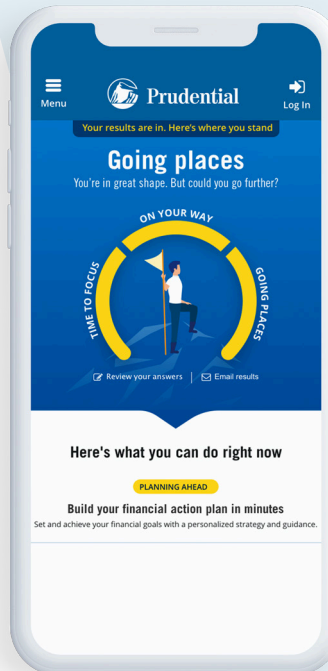 Menu
Prudential
Log In
Your results are in. Here's where you stand
Going places
You're in great shape. But could you go further?
TIME TO FOCUS
ON YOUR WAY
GOING PLACES
Review your answers
Email results
Here's what you can do right now
PLANNING AHEAD
Build your financial action plan in minutes
Set and achieve your financial goals with a personalized strategy and guidance.